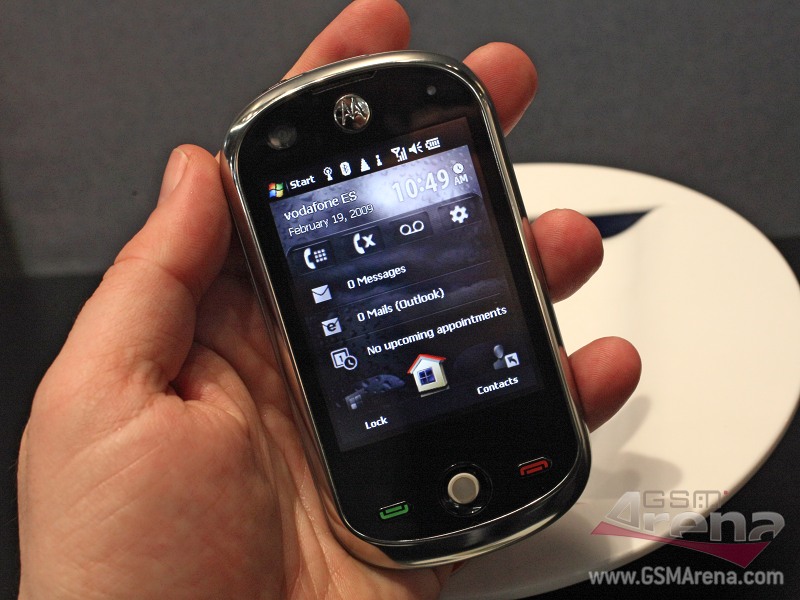 Start
10:49 AM
vodafone ES
February 19, 2009
0 Messages
0 Mails (Outlook)
No upcoming appointments
Lock
Contacts
GSM
Arena
www.GSMArena.com